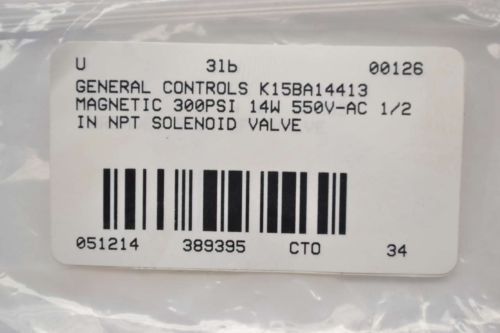 U 3lb 00126
GENERAL CONTROLS K15BA14413
MAGNETIC 300PSI 14W 550V-AC 1/2
IN NPT SOLENOID VALVE
051214 389395 CTO 34